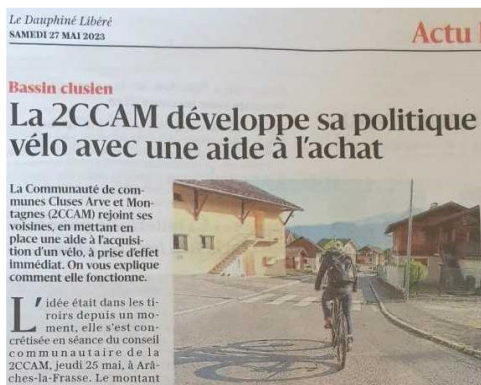 Le Dauphiné Libéré
SAMEDI 27 MAI 2023
Actu
Bassin clusien
La 2CCAM développe sa politique
vélo avec une aide à l'achat
La Communauté de com-
munes Cluses Arve et Mon-
tagnes (2CCAM) rejoint ses
voisines, en mettant en
place une aide à l'acquisi-
tion d'un vélo, à prise d'effet
immédiat. On vous explique
comment elle fonctionne.
L'idée était dans les ti-
roirs depuis un mo-
ment, elle s'est con-
crétisée en séance du conseil
communautaire de la
2CCAM, jeudi 25 mai, à Arâ-
ches-la-Frasse. Le montant